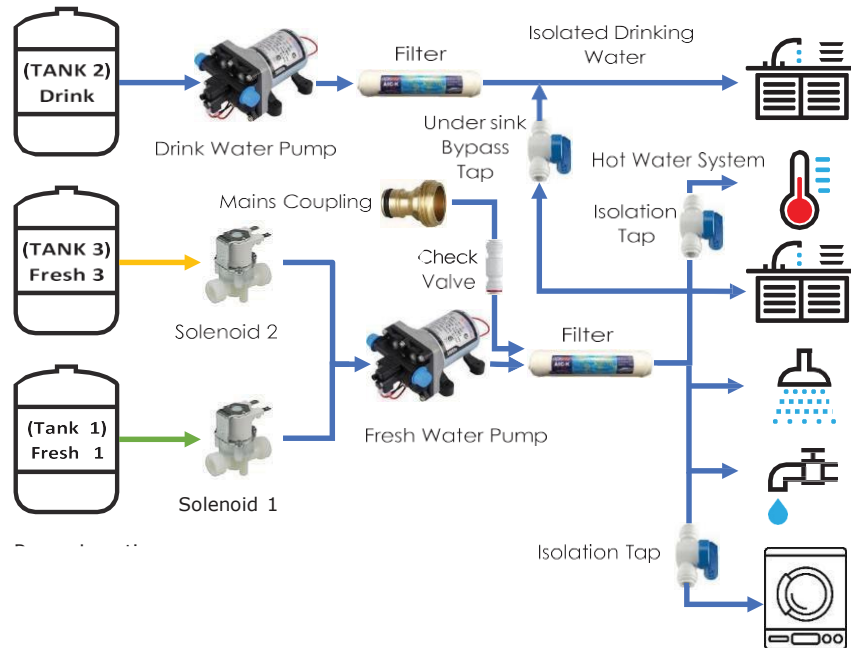 (TANK 2)
Drink
Drink Water Pump
Filter
Isolated Drinking
Water
Under sink
Bypass
Tap
Hot Water System
Mains Coupling
Isolation
Tap
(TANK 3)
Fresh 3
Solenoid 2
Check
Valve
Filter
Fresh Water Pump
(Tank 1)
Fresh 1
Solenoid 1
Isolation Tap